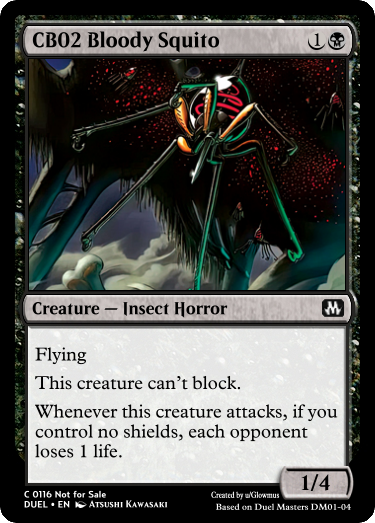 CB02 Bloody Squito
1
Creature — Insect Horror
Flying
This creature can't block.
Whenever this creature attacks, if you
control no shields, each opponent
loses 1 life.
1/4
C 0116 Not for Sale
DUEL • EN Atsushi Kawasaki
Created by u/Glowmus
Based on Duel Masters DM01-04